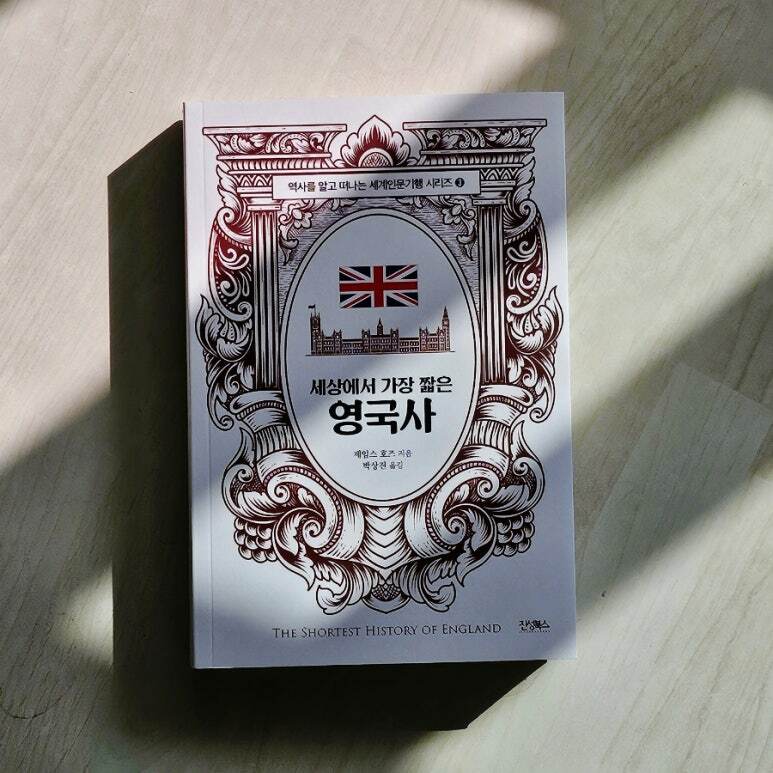 역사를 알고 떠나는 세계인문기행 시리즈 3
세상에서 가장 짧은
영국사
제임스 호즈 지음
박상진 옮김
THE SHORTEST HISTORY OF ENGLAND
진성북스